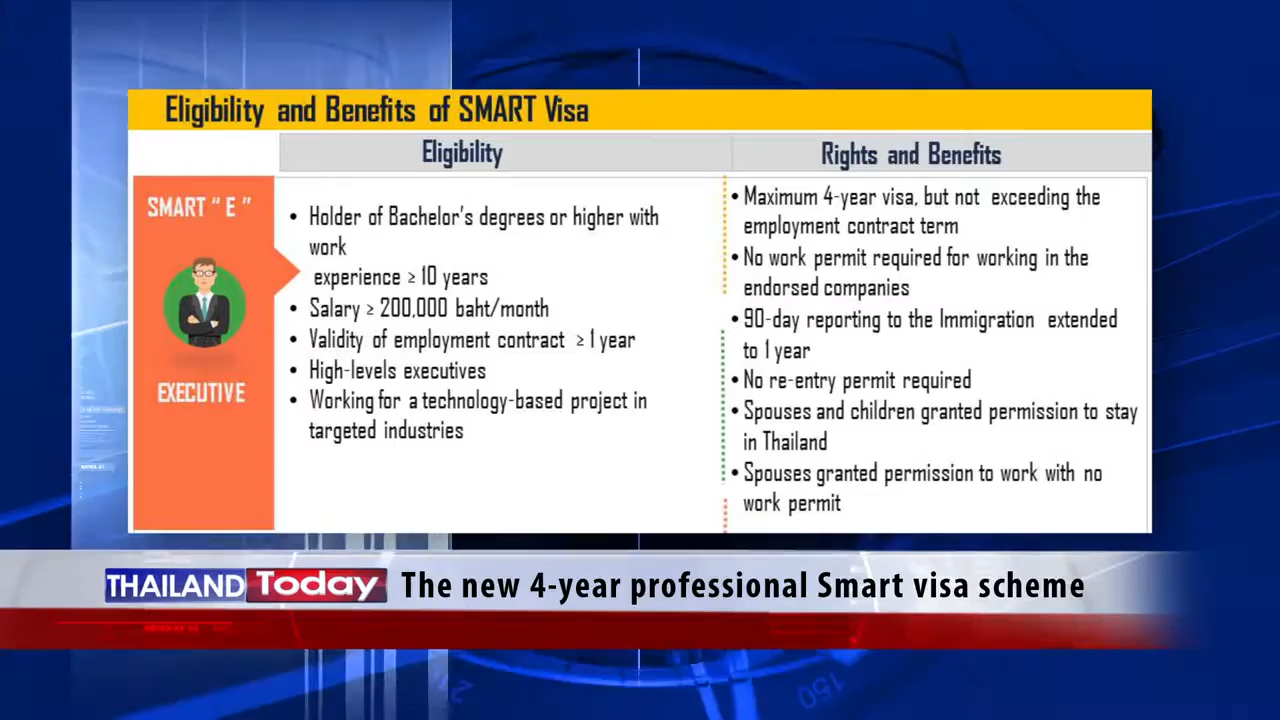 Eligibility and Benefits of SMART Visa
Eligibility
Rights and Benefits
SMART “ E ”
EXECUTIVE
• Holder of Bachelor’s degrees or higher with
work
experience ≥ 10 years
• Salary ≥ 200,000 baht/month
• Validity of employment contract ≥ 1 year
• High-levels executives
• Working for a technology-based project in
targeted industries
• Maximum 4-year visa, but not exceeding the
employment contract term
• No work permit required for working in the
endorsed companies
• 90-day reporting to the Immigration extended
to 1 year
• No re-entry permit required
• Spouses and children granted permission to stay
in Thailand
• Spouses granted permission to work with no
work permit
THAILAND Today
The new 4-year professional Smart visa scheme
150